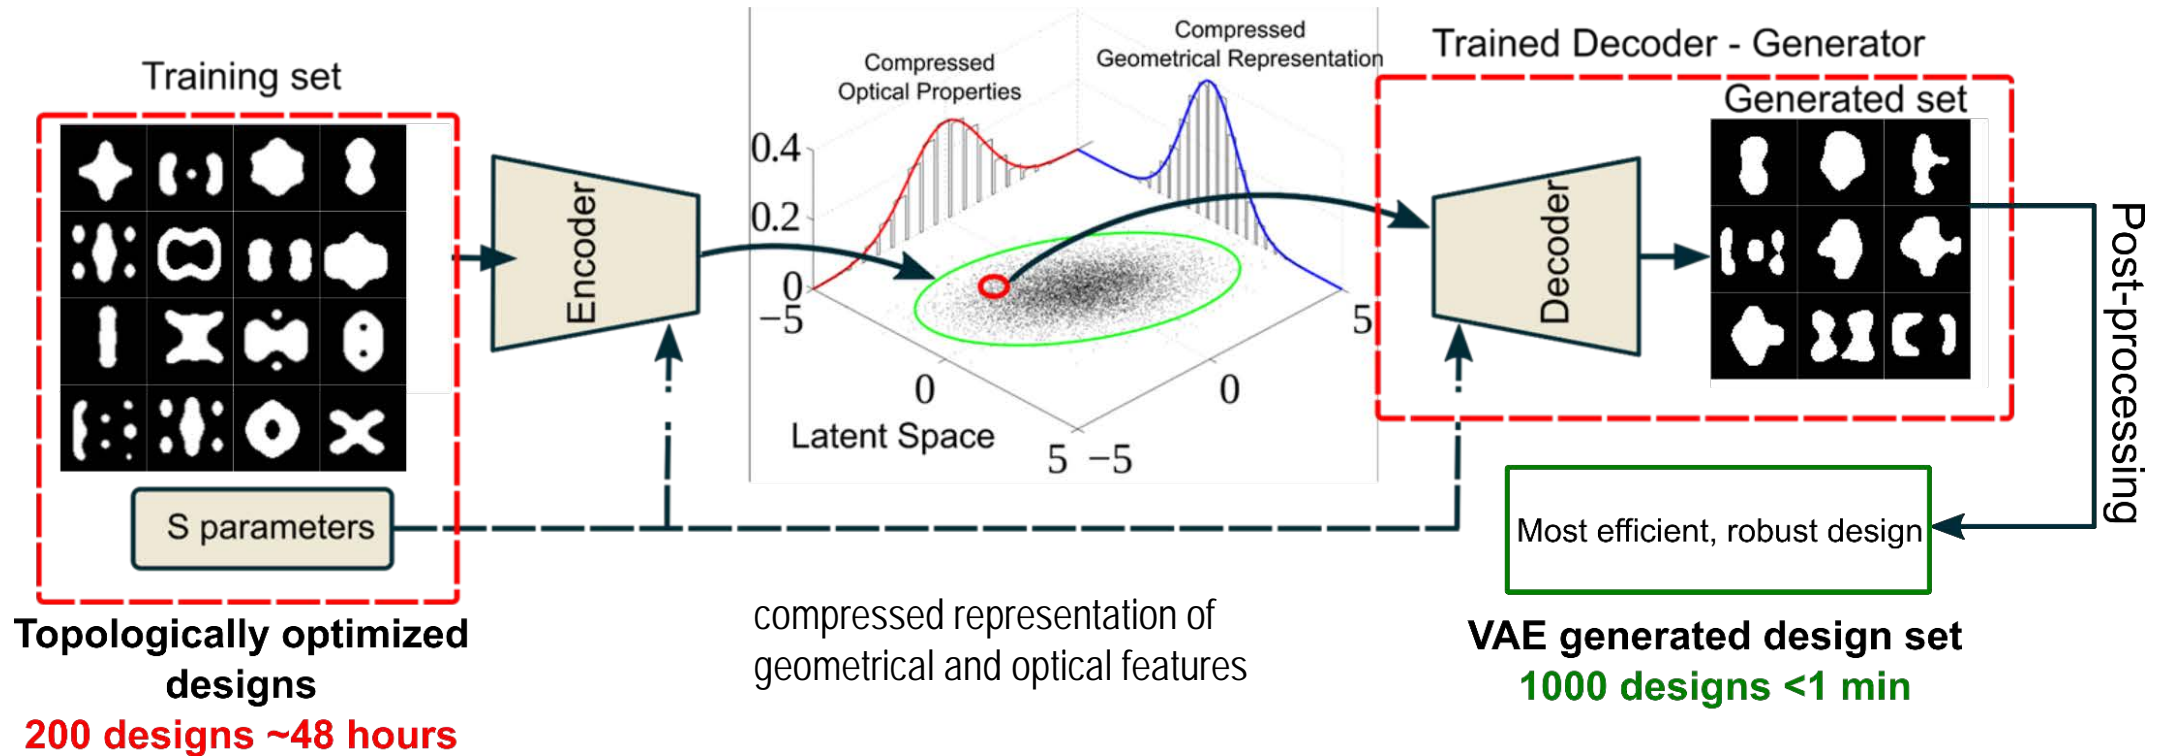 Training set
S parameters
Topologically optimized
designs
200 designs ~48 hours
Encoder
Compressed
Optical Properties
Compressed
Geometrical Representation
0.4
0.2
0
−5
0
5
−5
0
5
Latent Space
compressed representation of
geometrical and optical features
Trained Decoder - Generator
Generated set
Decoder
Post-processing
Most efficient, robust design
VAE generated design set
1000 designs <1 min